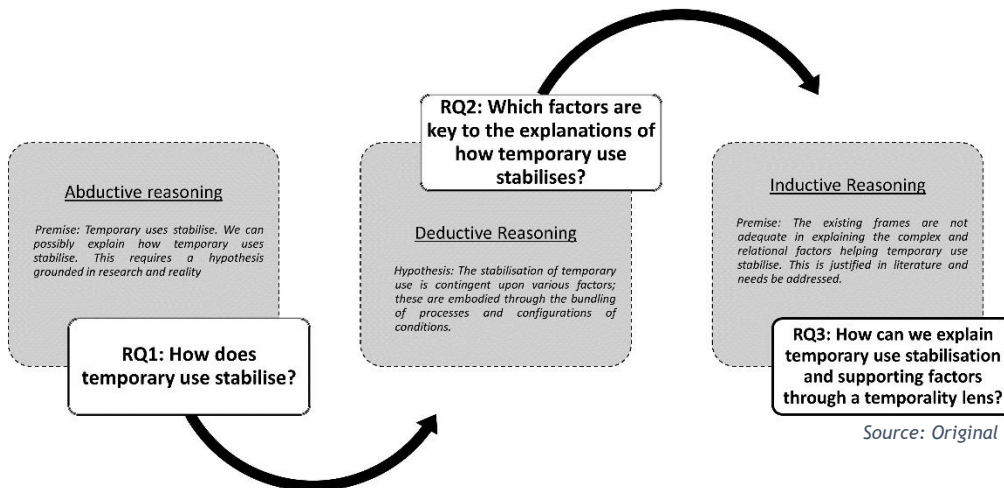 Abductive reasoning
Premise: Temporary uses stabilise. We can
possibly explain how temporary uses
stabilise. This requires a hypothesis
grounded in research and reality
RQ1: How does
temporary use stabilise?
RQ2: Which factors are
key to the explanations of
how temporary use
stabilises?
Deductive Reasoning
Hypothesis: The stabilisation of temporary
use is contingent upon various factors;
these are embodied through the bundling
of processes and configurations of
conditions.
Inductive Reasoning
Premise: The existing frames are not
adequate in explaining the complex and
relational factors helping temporary use
stabilise. This is justified in literature and
needs be addressed.
RQ3: How can we explain
temporary use stabilisation
and supporting factors
through a temporality lens?
Source: Original